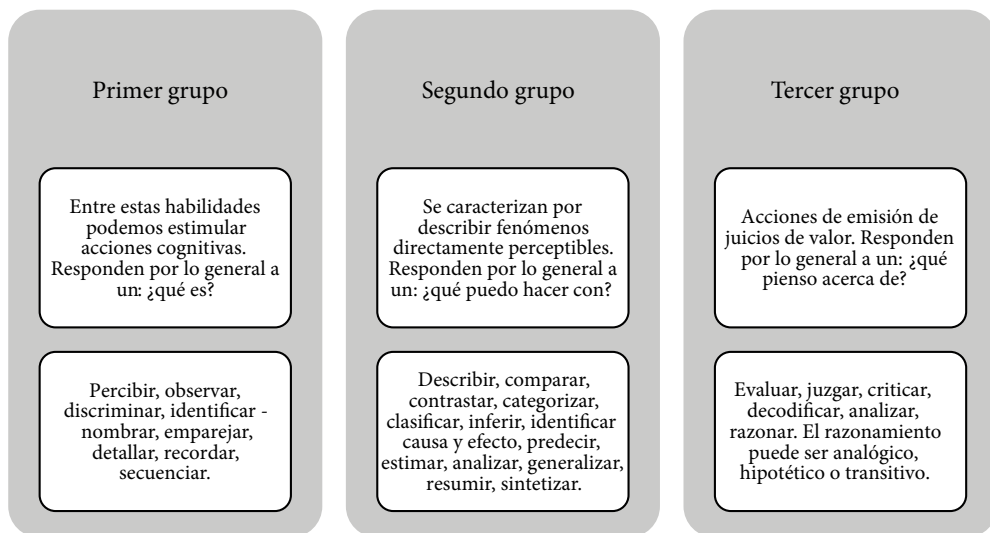 Primer grupo
Entre estas habilidades
podemos estimular
acciones cognitivas.
Responden por lo general a
un: ¿qué es?
Percibir, observar,
discriminar, identificar -
nombrar, emparejar,
detallar, recordar,
secuenciar.
Segundo grupo
Se caracterizan por
describir fenómenos
directamente perceptibles.
Responden por lo general a
un: ¿qué puedo hacer con?
Describir, comparar,
contrastar, categorizar,
clasificar, inferir, identificar
causa y efecto, predecir,
estimar, analizar, generalizar,
resumir, sintetizar.
Tercer grupo
Acciones de emisión de
juicios de valor. Responden
por lo general a un: ¿qué
pienso acerca de?
Evaluar, juzgar, criticar,
decodificar, analizar,
razonar. El razonamiento
puede ser analógico,
hipotético o transitivo.